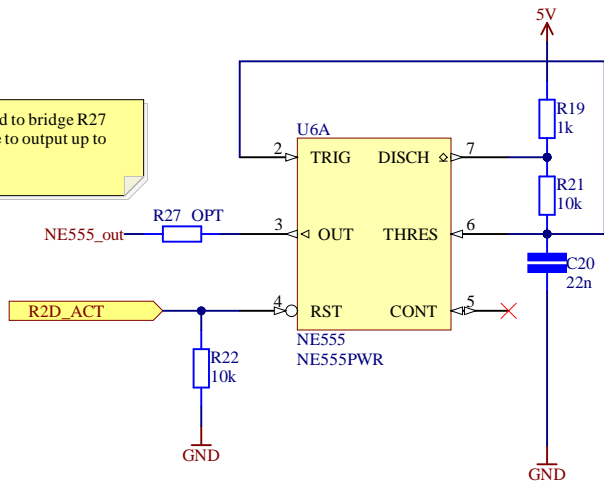 5V
d to bridge R27
to output up to
R19
1k
U6A
2
TRIG
DISCH
7
R21
10k
R27
OPT
NE555_out
3
OUT
THRES
6
C20
22n
R2D_ACT
4
RST
CONT
5
NE555
NE555PWR
R22
10k
GND
GND